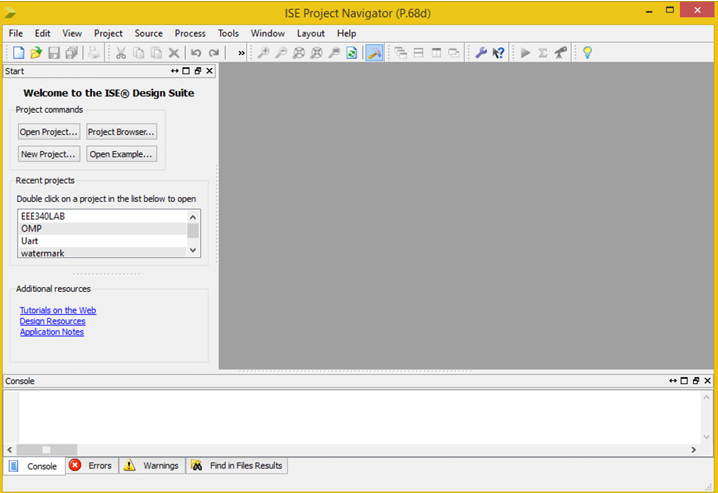 ISE Project Navigator (P.68d)
File Edit View Project Source Process Tools Window Layout Help
Start
Welcome to the ISE® Design Suite
Project commands
Open Project... Project Browser...
New Project... Open Example...
Recent projects
Double click on a project in the list below to open
EEE340LAB
OMP
Uart
watermark
Additional resources
Tutorials on the Web
Design Resources
Application Notes
Console
Console Errors Warnings Find in Files Results